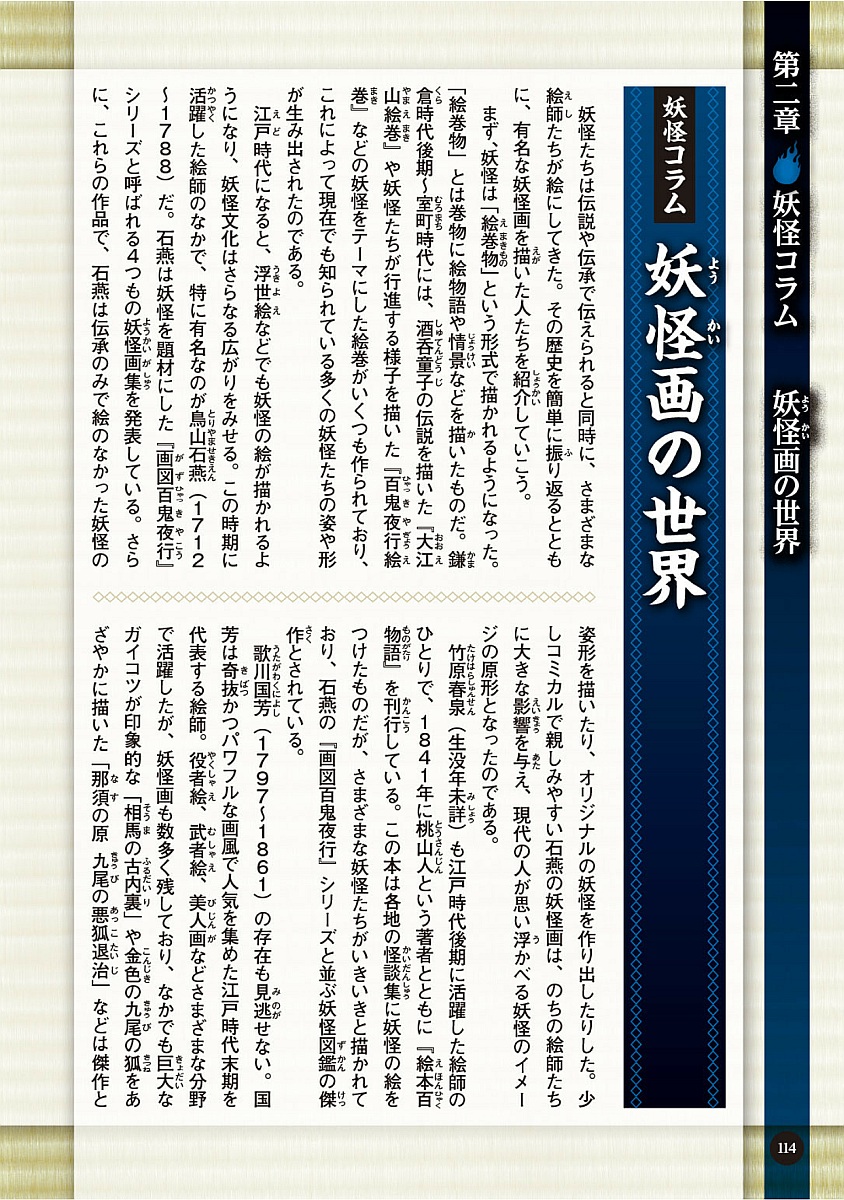 第二章 妖怪コラム 妖怪画の世界
妖怪コラム 妖怪画の世界
妖怪たちは伝説や伝承で伝えられると同時に、さまざまな
絵師たちが絵にしてきた。その歴史を簡単に振り返るととも
に、有名な妖怪画を描いた人たちを紹介していこう。
まず、妖怪は「絵巻物」という形式で描かれるようになった。
「絵巻物」とは巻物に絵物語や情景などを描いたものだ。鎌
倉時代後期〜室町時代には、酒呑童子の伝説を描いた『大江
山絵巻』や妖怪たちが行進する様子を描いた『百鬼夜行絵
巻』などの妖怪をテーマにした絵巻がいくつも作られており、
これによって現在でも知られている多くの妖怪たちの姿や形
が生み出されたのである。
江戸時代になると、浮世絵などでも妖怪の絵が描かれるよ
うになり、妖怪文化はさらなる広がりをみせる。この時期に
活躍した絵師のなかで、特に有名なのが鳥山石燕（1712
〜1788）だ。石燕は妖怪を題材にした『画図百鬼夜行』
シリーズと呼ばれる4つもの妖怪画集を発表している。さら
に、これらの作品で、石燕は伝承のみで絵のなかった妖怪の
姿形を描いたり、オリジナルの妖怪を作り出したりした。少
しコミカルで親しみやすい石燕の妖怪画は、のちの絵師たち
に大きな影響を与え、現代の人が思い浮かべる妖怪のイメー
ジの原形となったのである。
竹原春泉（生没年未詳）も江戸時代後期に活躍した絵師の
ひとりで、1841年に桃山人という著者とともに『絵本百
物語』を刊行している。この本は各地の怪談集に妖怪の絵を
つけたものだが、さまざまな妖怪たちがいきいきと描かれて
おり、石燕の『画図百鬼夜行』シリーズと並ぶ妖怪図鑑の傑
作とされている。
歌川国芳（1797〜1861）の存在も見逃せない。国
芳は奇抜かつパワフルな画風で人気を集めた江戸時代末期を
代表する絵師。役者絵、武者絵、美人画などさまざまな分野
で活躍したが、妖怪画も数多く残しており、なかでも巨大な
ガイコツが印象的な「相馬の古内裏」や金色の九尾の狐をあ
ざやかに描いた「那須の原 九尾の悪狐退治」などは傑作と
114